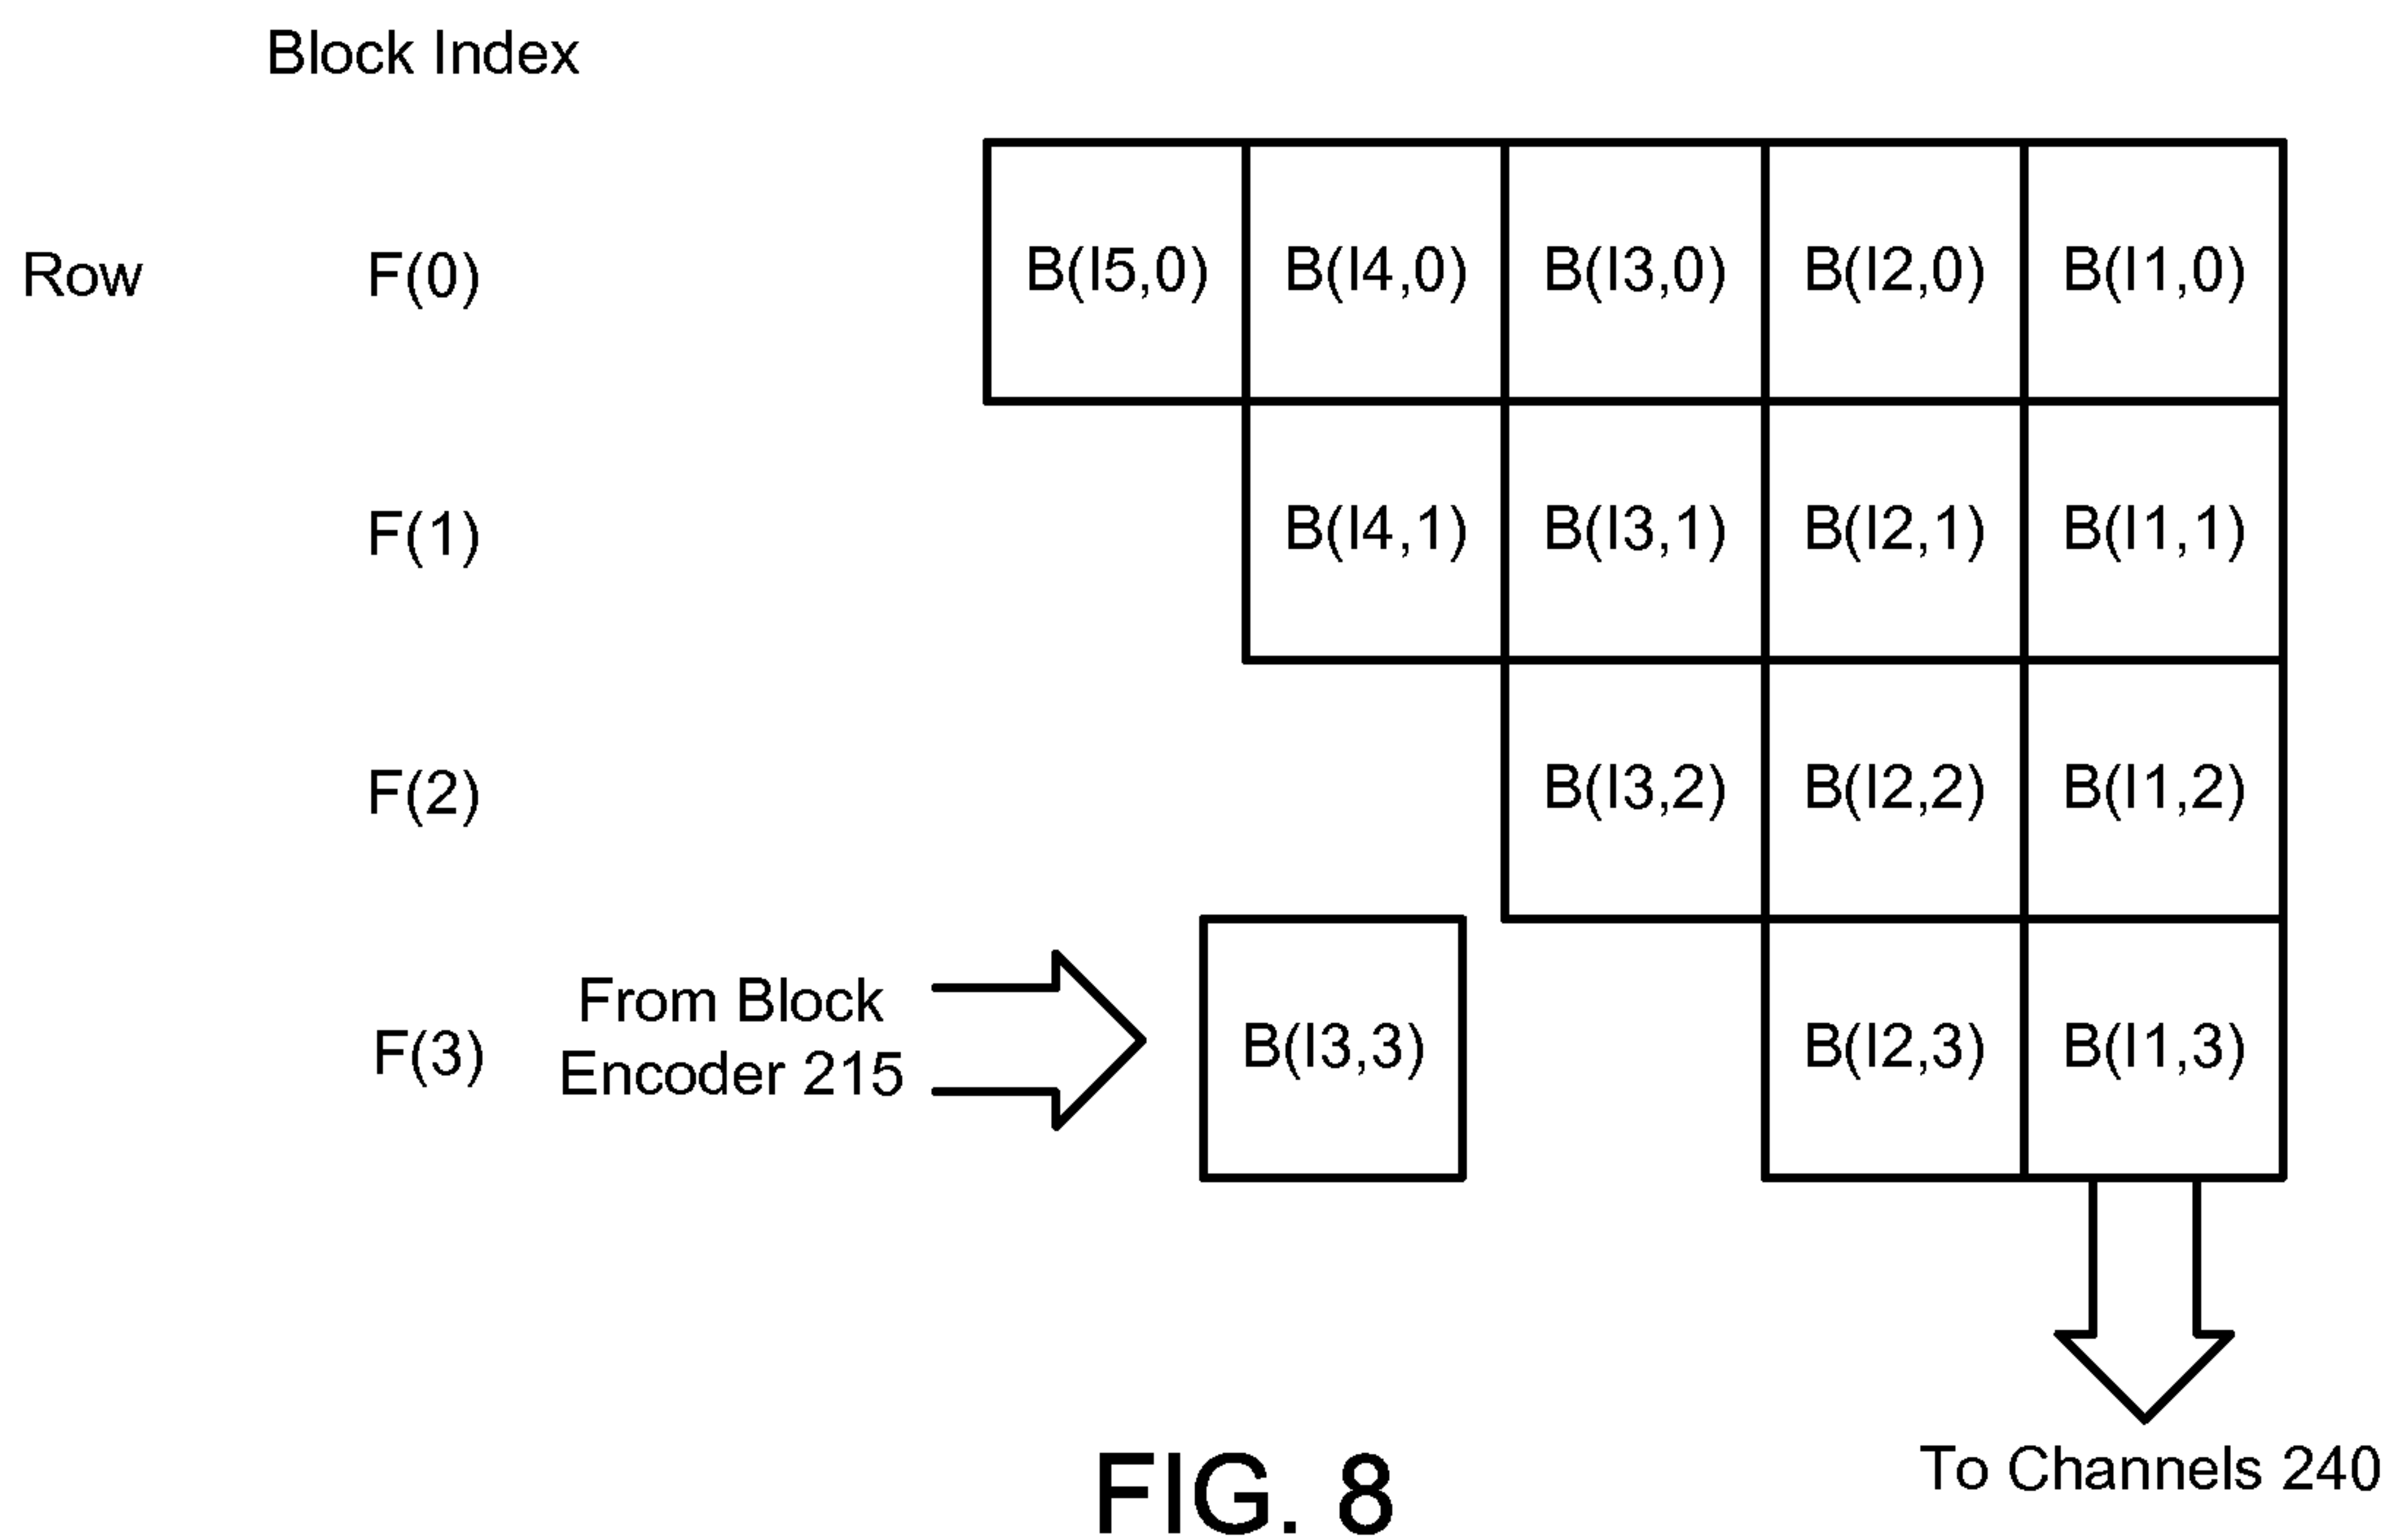 Block Index
Row F(0) B(I5,0) B(I4,0) B(I3,0) B(I2,0) B(I1,0)
F(1) B(I4,1) B(I3,1) B(I2,1) B(I1,1)
F(2) B(I3,2) B(I2,2) B(I1,2)
F(3) From Block
Encoder 215 B(I3,3) B(I2,3) B(I1,3)
To Channels 240
FIG. 8